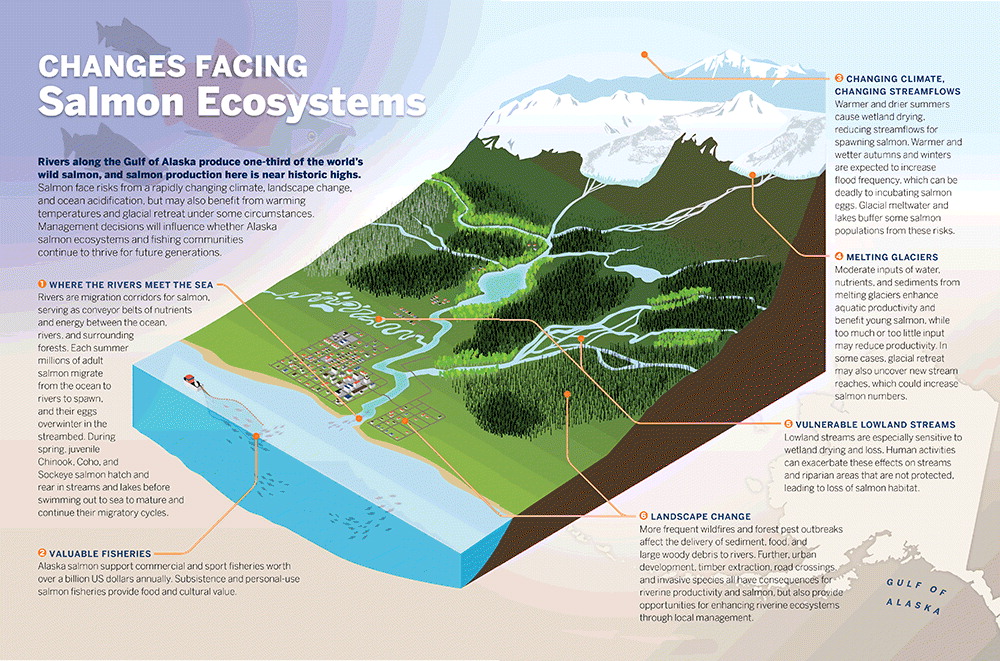 CHANGES FACING
Salmon Ecosystems
Rivers along the Gulf of Alaska produce one-third of the world's
wild salmon, and salmon production here is near historic highs.
Salmon face risks from a rapidly changing climate, landscape change,
and ocean acidification, but may also benefit from warming
temperatures and glacial retreat under some circumstances.
Management decisions will influence whether Alaska
salmon ecosystems and fishing communities
continue to thrive for future generations.
1 WHERE THE RIVERS MEET THE SEA
Rivers are migration corridors for salmon,
serving as conveyor belts of nutrients
and energy between the ocean,
rivers, and surrounding
forests. Each summer
millions of adult
salmon migrate
from the ocean to
rivers to spawn,
and their eggs
overwinter in the
streambed. During
spring, juvenile
Chinook, Coho, and
Sockeye salmon hatch and
rear in streams and lakes before
swimming out to sea to mature and
continue their migratory cycles.
2 VALUABLE FISHERIES
Alaska salmon support commercial and sport fisheries worth
over a billion US dollars annually. Subsistence and personal-use
salmon fisheries provide food and cultural value.
3 CHANGING CLIMATE,
CHANGING STREAMFLOWS
Warmer and drier summers
cause wetland drying,
reducing streamflows for
spawning salmon. Warmer and
wetter autumns and winters
are expected to increase
flood frequency, which can be
deadly to incubating salmon
eggs. Glacial meltwater and
lakes buffer some salmon
populations from these risks.
4 MELTING GLACIERS
Moderate inputs of water,
nutrients, and sediments from
melting glaciers enhance
aquatic productivity and
benefit young salmon, while
too much or too little input
may reduce productivity. In
some cases, glacial retreat
may also uncover new stream
reaches, which could increase
salmon numbers.
5 VULNERABLE LOWLAND STREAMS
Lowland streams are especially sensitive to
wetland drying and loss. Human activities
can exacerbate these effects on streams
and riparian areas that are not protected,
leading to loss of salmon habitat.
6 LANDSCAPE CHANGE
More frequent wildfires and forest pest outbreaks
affect the delivery of sediment, food, and
large woody debris to rivers. Further, urban
development, timber extraction, road crossings,
and invasive species all have consequences for
riverine productivity and salmon, but also provide
opportunities for enhancing riverine ecosystems
through local management.
GULF OF
ALASKA